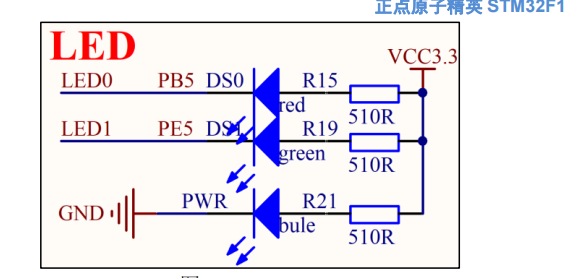 正点原子精英 STM32F1
LED
VCC3.3
LED0 PB5 DS0 R15
red
510R
LED1 PE5 DS1 R19
green
510R
GND PWR R21
bule
510R